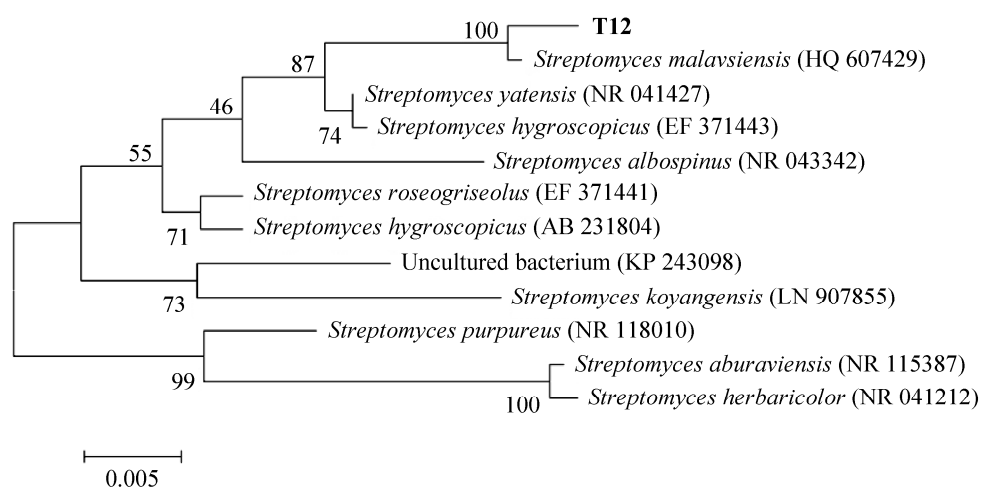 100
T12
Streptomyces malavsiensis (HQ 607429)
87
Streptomyces yatensis (NR 041427)
46
74
Streptomyces hygroscopicus (EF 371443)
55
Streptomyces albospinus (NR 043342)
Streptomyces roseogriseolus (EF 371441)
71
Streptomyces hygroscopicus (AB 231804)
Uncultured bacterium (KP 243098)
73
Streptomyces koyangensis (LN 907855)
Streptomyces purpureus (NR 118010)
Streptomyces aburaviensis (NR 115387)
99
100
Streptomyces herbaricolor (NR 041212)
0.005